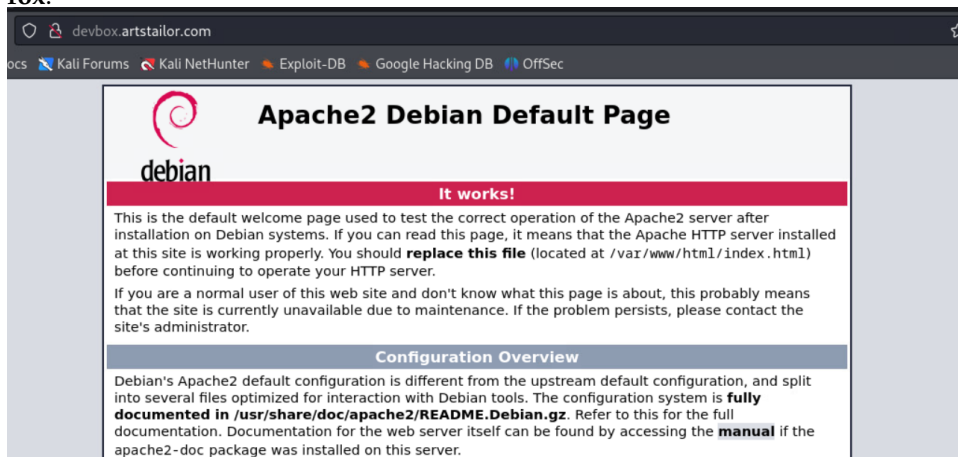 devbox.artstailor.com
ocs Kali Forums Kali NetHunter Exploit-DB Google Hacking DB OffSec
debian
Apache2 Debian Default Page
It works!
This is the default welcome page used to test the correct operation of the Apache2 server after
installation on Debian systems. If you can read this page, it means that the Apache HTTP server installed
at this site is working properly. You should replace this file (located at /var/www/html/index.html)
before continuing to operate your HTTP server.
If you are a normal user of this web site and don't know what this page is about, this probably means
that the site is currently unavailable due to maintenance. If the problem persists, please contact the
site's administrator.
Configuration Overview
Debian's Apache2 default configuration is different from the upstream default configuration, and split
into several files optimized for interaction with Debian tools. The configuration system is fully
documented in /usr/share/doc/apache2/README.Debian.gz. Refer to this for the full
documentation. Documentation for the web server itself can be found by accessing the manual if the
apache2-doc package was installed on this server.